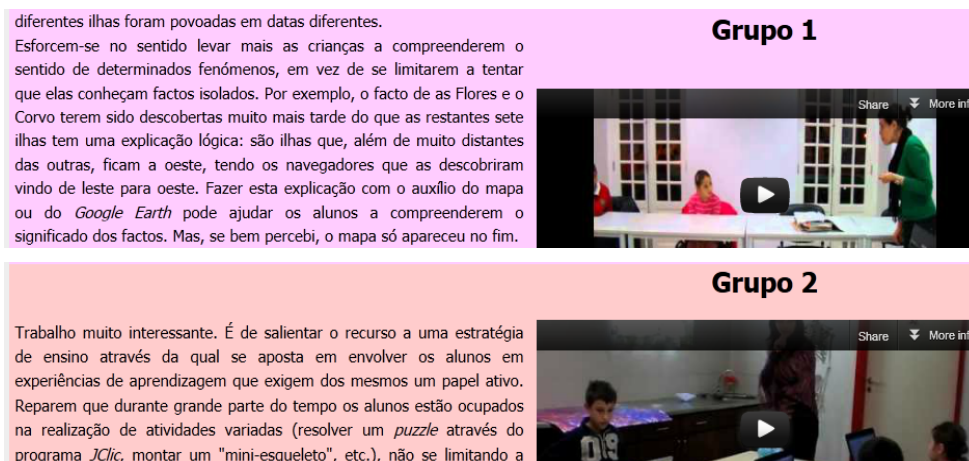 diferentes ilhas foram povoadas em datas diferentes.
Esforcem-se no sentido levar mais as crianças a compreenderem o
sentido de determinados fenómenos, em vez de se limitarem a tentar
que elas conheçam factos isolados. Por exemplo, o facto de as Flores e o
Corvo terem sido descobertas muito mais tarde do que as restantes sete
ilhas tem uma explicação lógica: são ilhas que, além de muito distantes
das outras, ficam a oeste, tendo os navegadores que as descobriram
vindo de leste para oeste. Fazer esta explicação com o auxílio do mapa
ou do Google Earth pode ajudar os alunos a compreenderem o
significado dos factos. Mas, se bem percebi, o mapa só apareceu no fim.
Grupo 1
Share More inf
Trabalho muito interessante. É de salientar o recurso a uma estratégia
de ensino através da qual se aposta em envolver os alunos em
experiências de aprendizagem que exigem dos mesmos um papel ativo.
Reparem que durante grande parte do tempo os alunos estão ocupados
na realização de atividades variadas (resolver um puzzle através do
programa JClic, montar um "mini-esqueleto", etc.), não se limitando a
Grupo 2
Share More inf
09